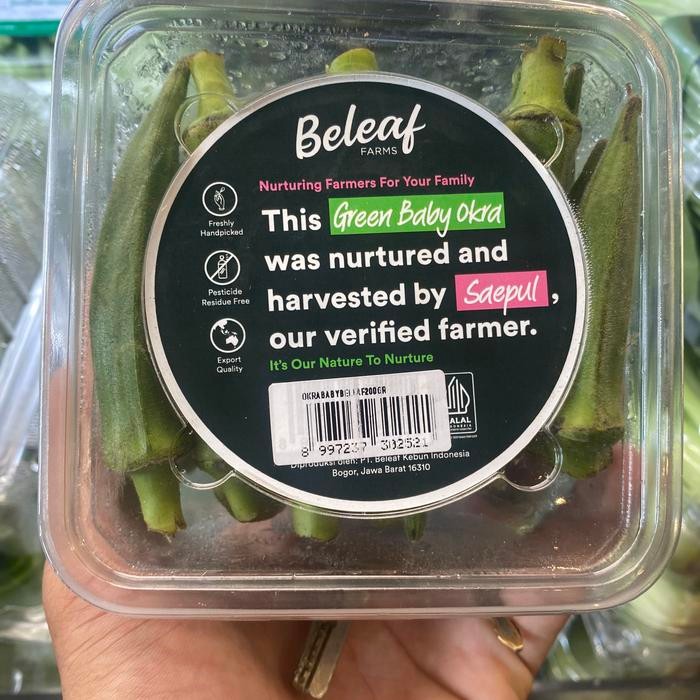 Beleaf
FARMS
Nurturing Farmers For Your Family
This Green Baby Okra
was nurtured and
harvested by Saepul,
our verified farmer.
It's Our Nature To Nurture
Freshly
Handpicked
Pesticide
Residue Free
Export
Quality
OKRABABYBELEAF200GR
8 997237 302521
HALAL
INDONESIA
Diproduksi oleh: PT. Beleaf Kebun Indonesia
Bogor, Jawa Barat 16310